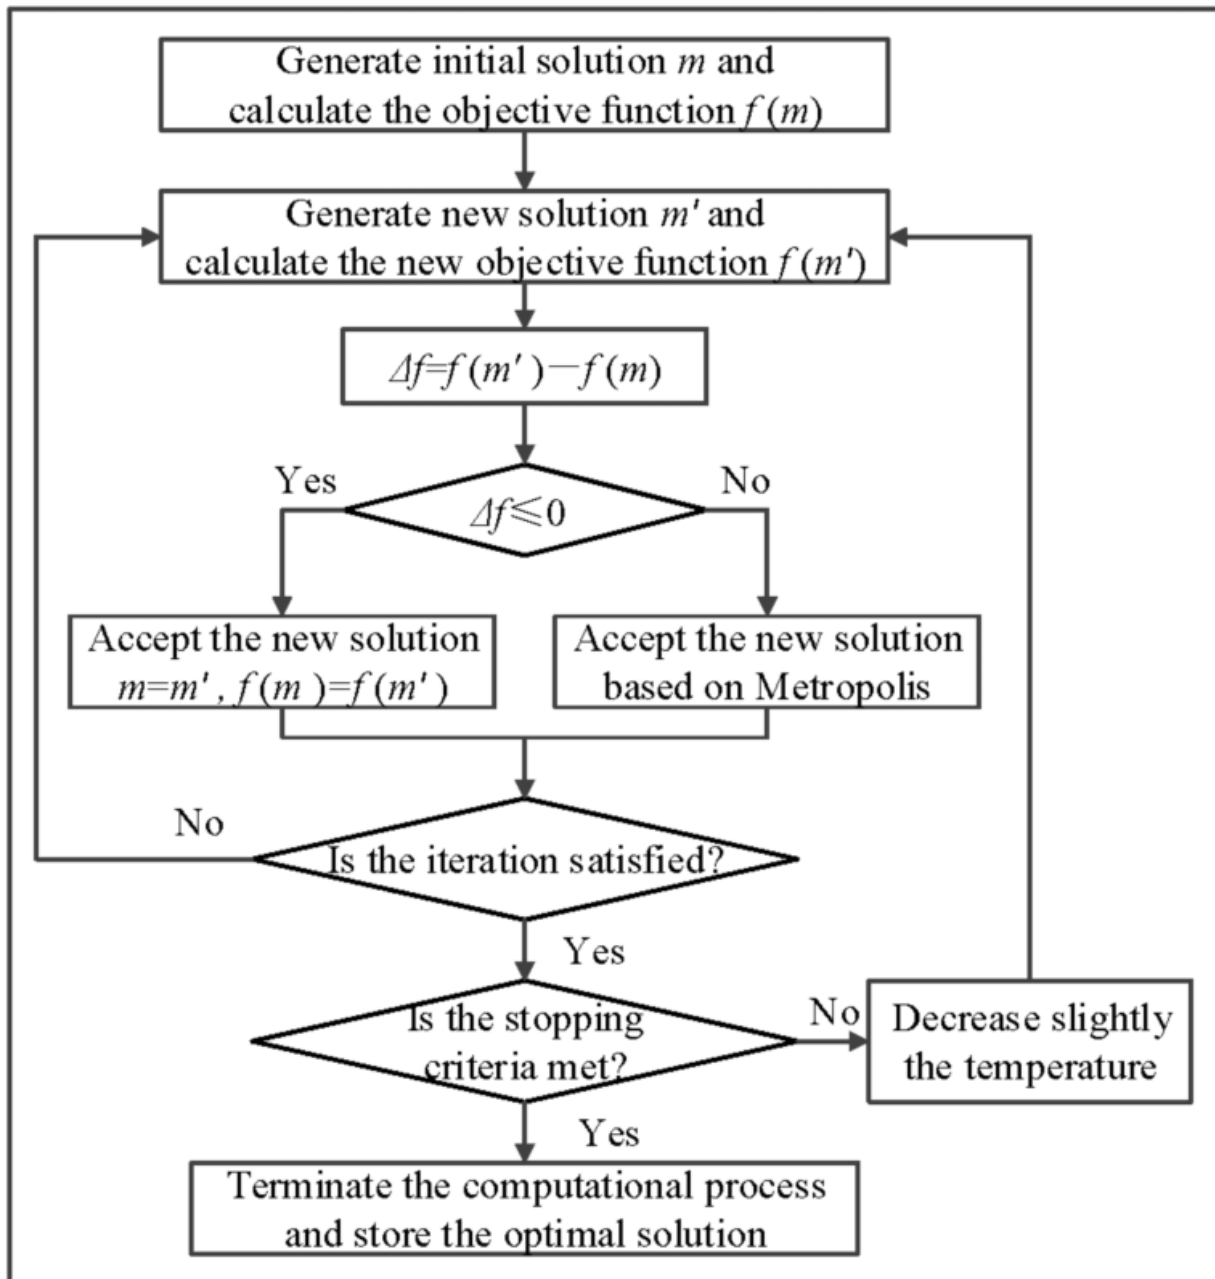 Generate initial solution m and
calculate the objective function f(m)
Generate new solution m' and
calculate the new objective function f(m')
Δf=f(m')−f(m)
Yes
No
Δf≤0
Accept the new solution
m=m', f(m)=f(m')
Accept the new solution
based on Metropolis
No
Is the iteration satisfied?
Yes
Is the stopping
criteria met?
No
Decrease slightly
the temperature
Yes
Terminate the computational process
and store the optimal solution